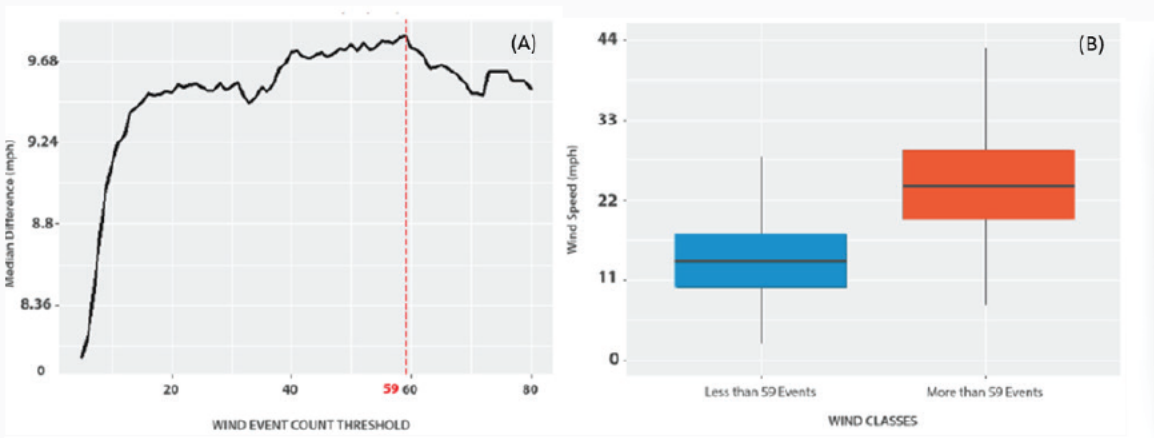 (A)
9.68
9.24
8.8
8.36
0
Median Difference (mph)
20 40 59 60 80
WIND EVENT COUNT THRESHOLD
(B)
44
33
22
11
0
Wind Speed (mph)
Less than 59 Events More than 59 Events
WIND CLASSES